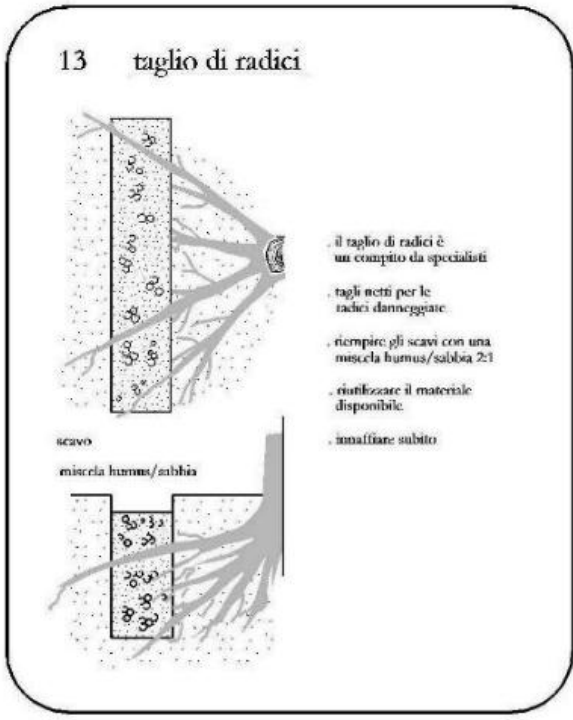 13 taglio di radici
. il taglio di radici è
un compito da specialisti
. tagli netti per le
radici danneggiate
. riempire gli scavi con una
miscela humus/sabbia 2:1
. riutilizzare il materiale
disponibile
. innaffiare subito
scavo
miscela humus/sabbia